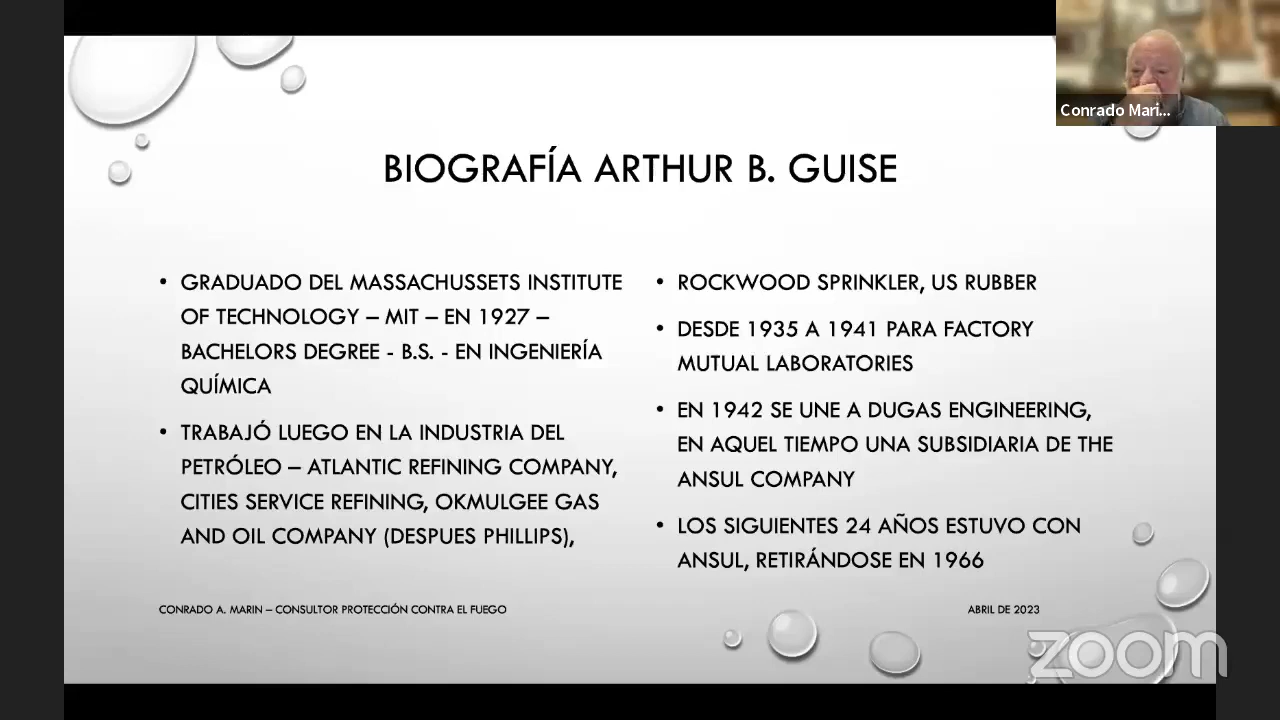 Conrado Mari...
BIOGRAFÍA ARTHUR B. GUISE
• GRADUADO DEL MASSACHUSSETS INSTITUTE
OF TECHNOLOGY – MIT – EN 1927 –
BACHELORS DEGREE - B.S. - EN INGENIERÍA
QUÍMICA
• TRABAJÓ LUEGO EN LA INDUSTRIA DEL
PETRÓLEO – ATLANTIC REFINING COMPANY,
CITIES SERVICE REFINING, OKMULGEE GAS
AND OIL COMPANY (DESPUES PHILLIPS),
• ROCKWOOD SPRINKLER, US RUBBER
• DESDE 1935 A 1941 PARA FACTORY
MUTUAL LABORATORIES
• EN 1942 SE UNE A DUGAS ENGINEERING,
EN AQUEL TIEMPO UNA SUBSIDIARIA DE THE
ANSUL COMPANY
• LOS SIGUIENTES 24 AÑOS ESTUVO CON
ANSUL, RETIRÁNDOSE EN 1966
CONRADO A. MARIN – CONSULTOR PROTECCIÓN CONTRA EL FUEGO
ABRIL DE 2023
zoom